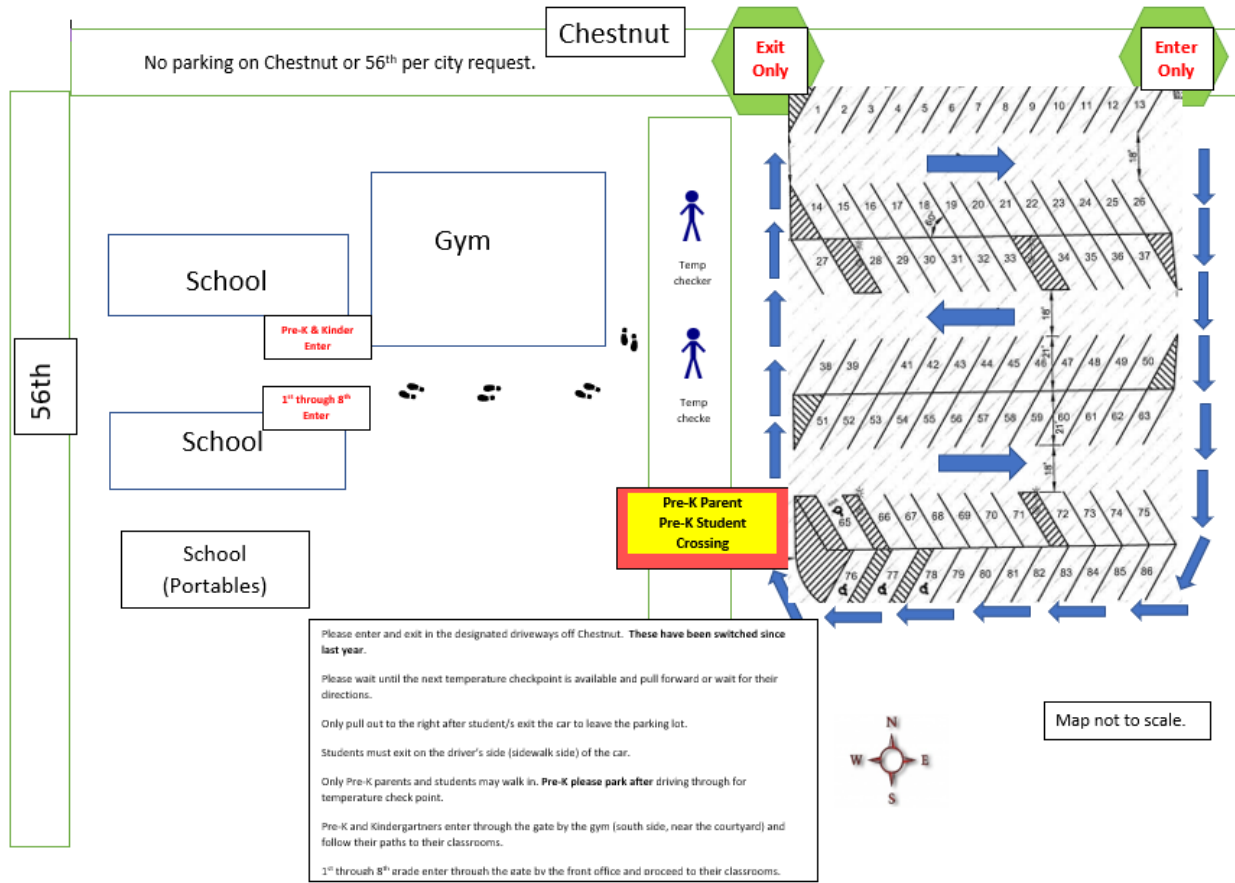 Chestnut
No parking on Chestnut or 56th per city request.
Exit
Only
Enter
Only
1 2 3 4 5 6 7 8 9 10 11 12 13
18'
14 15 16 17 18 19 20 21 22 23 24 25 26
60°
27 28 29 30 31 32 33 34 35 36 37
18'
38 39 41 42 43 44 45 46 47 48 49 50
21'
51 52 53 54 55 56 57 58 59 60 61 62 63
21'
18'
65 66 67 68 69 70 71 72 73 74 75
76 77 78 79 80 81 82 83 84 85 86
Gym
School
Pre-K & Kinder
Enter
Temp
checker
56th
1st through 8th
Enter
School
Temp
checke
Pre-K Parent
Pre-K Student
Crossing
School
(Portables)
Please enter and exit in the designated driveways off Chestnut. These have been switched since
last year.
Please wait until the next temperature checkpoint is available and pull forward or wait for their
directions.
Only pull out to the right after student/s exit the car to leave the parking lot.
Students must exit on the driver's side (sidewalk side) of the car.
Only Pre-K parents and students may walk in. Pre-K please park after driving through for
temperature check point.
Pre-K and Kindergartners enter through the gate by the gym (south side, near the courtyard) and
follow their paths to their classrooms.
1st through 8th grade enter through the gate by the front office and proceed to their classrooms.
Map not to scale.
N
W E
S